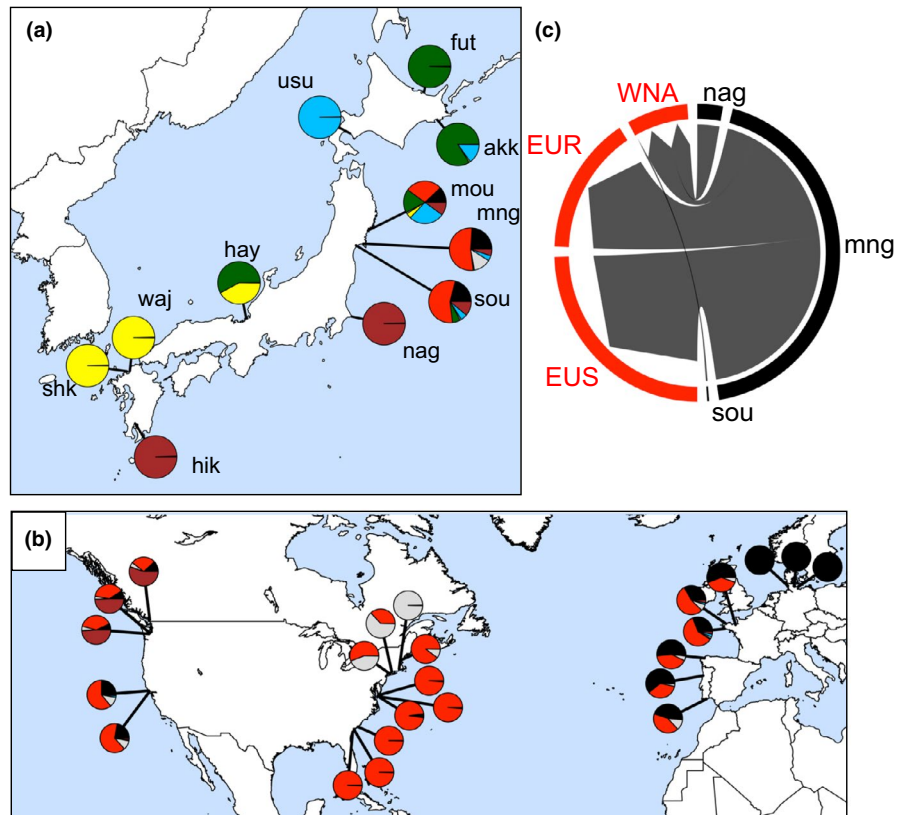 (a)
fut
usu
akk
mou
mng
hay
sou
waj
nag
shk
hik
(c)
WNA
nag
EUR
mng
EUS
sou
(b)